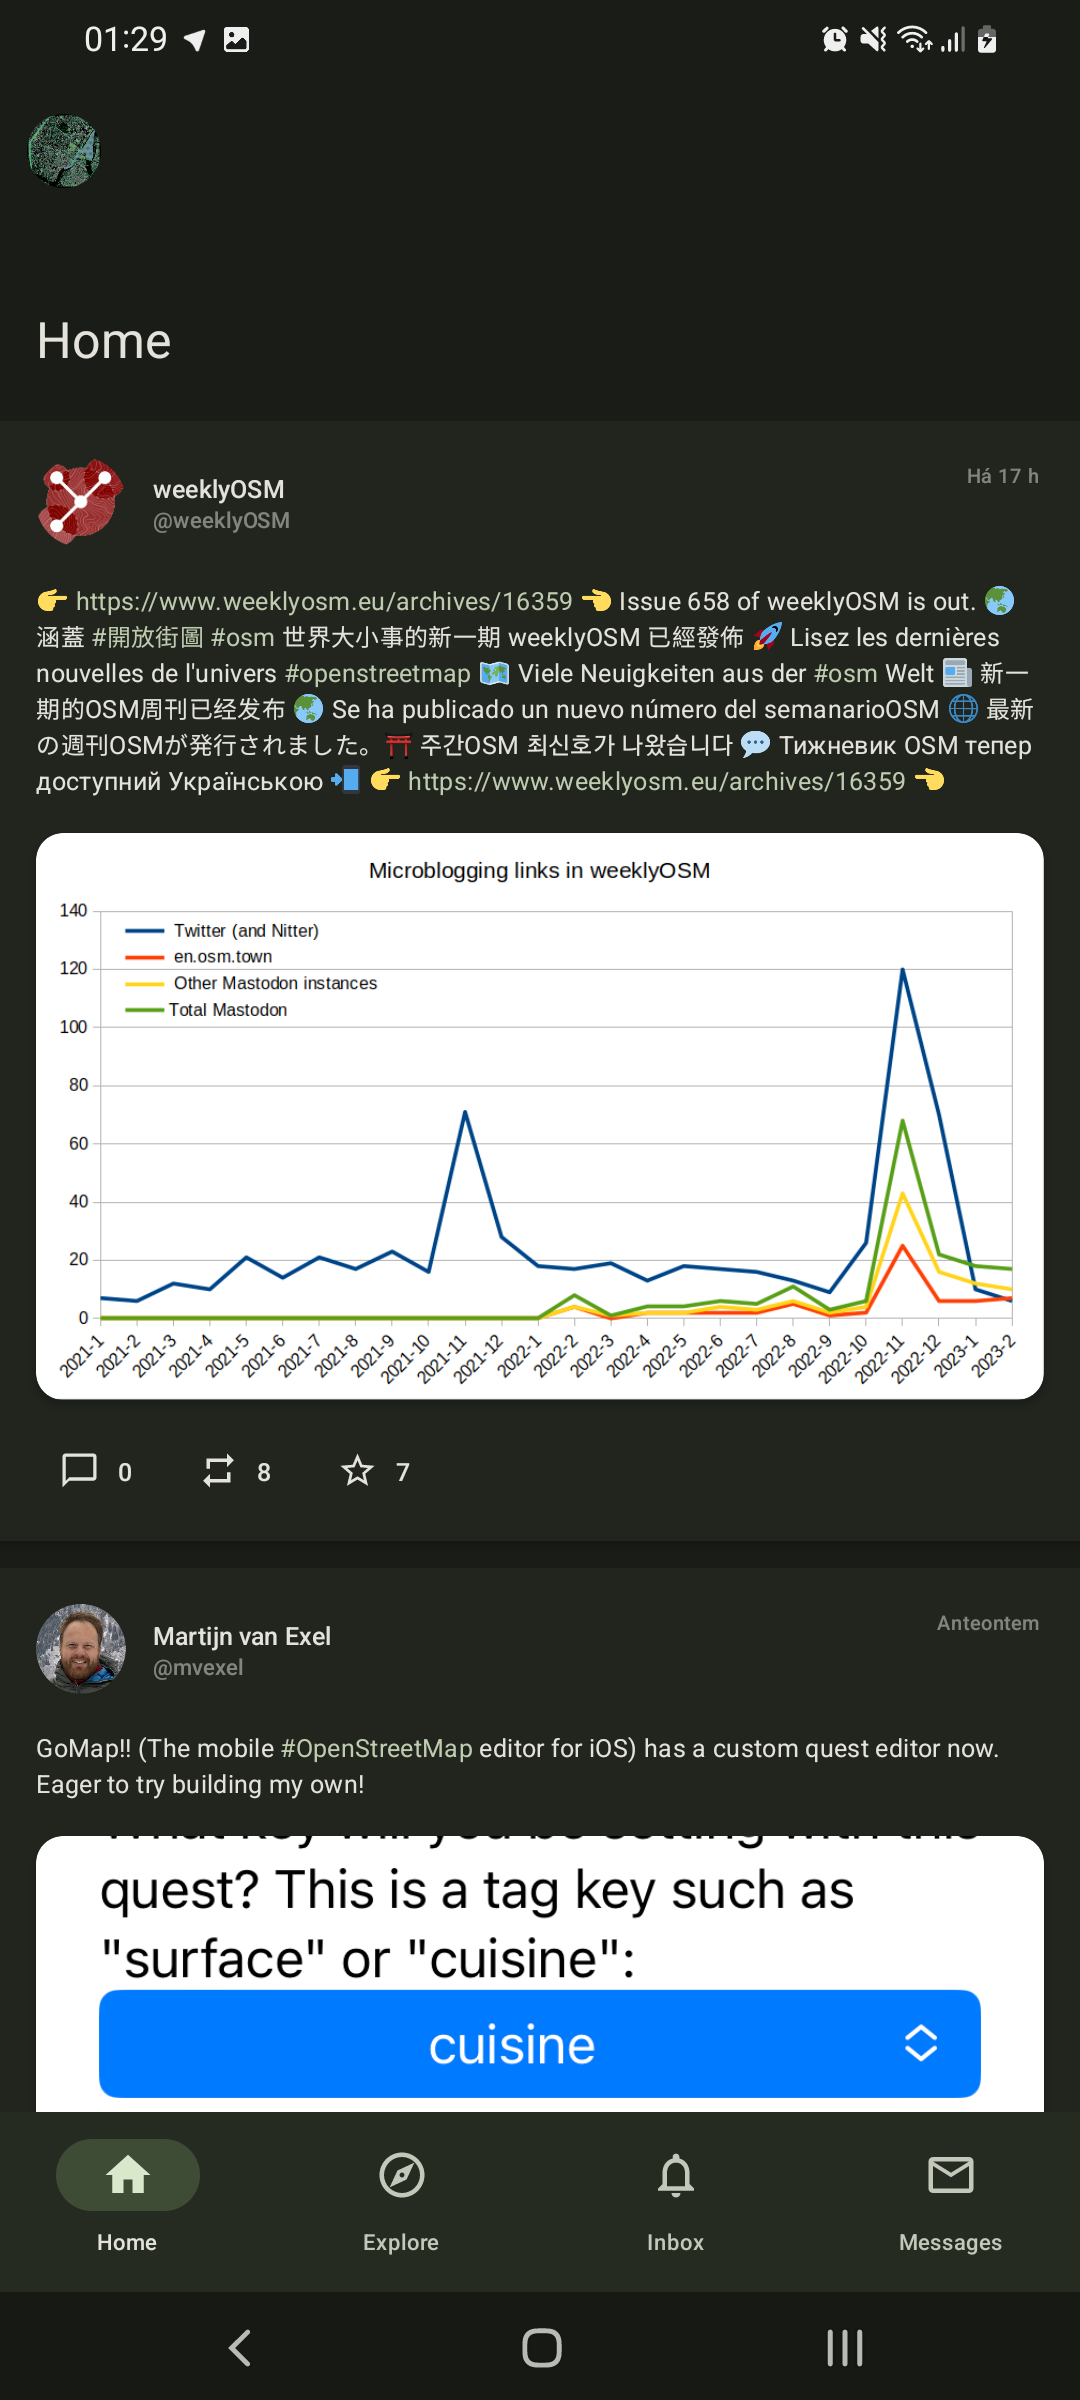 01:29
Home
weeklyOSM
Há 17 h
@weeklyOSM
👉 https://www.weeklyosm.eu/archives/16359 👈 Issue 658 of weeklyOSM is out. 🌏
涵蓋 #開放街圖 #osm 世界大小事的新一期 weeklyOSM 已經發佈 🚀 Lisez les dernières
nouvelles de l'univers #openstreetmap 🗺️ Viele Neuigkeiten aus der #osm Welt 📰 新一
期的OSM周刊已经发布 🌏 Se ha publicado un nuevo número del semanarioOSM 🌐 最新
の週刊OSMが発行されました。⛩️ 주간OSM 최신호가 나왔습니다 💬 Тижневик OSM тепер
доступний Українською 📲 👉 https://www.weeklyosm.eu/archives/16359 👈
Microblogging links in weeklyOSM
140
120
100
80
60
40
20
0
Twitter (and Nitter)
en.osm.town
Other Mastodon instances
Total Mastodon
2021-1
2021-2
2021-3
2021-4
2021-5
2021-6
2021-7
2021-8
2021-9
2021-10
2021-11
2021-12
2022-1
2022-2
2022-3
2022-4
2022-5
2022-6
2022-7
2022-8
2022-9
2022-10
2022-11
2022-12
2023-1
2023-2
0 8 7
Martijn van Exel
Anteontem
@mvexel
GoMap!! (The mobile #OpenStreetMap editor for iOS) has a custom quest editor now.
Eager to try building my own!
What key will you be setting with this
quest? This is a tag key such as
"surface" or "cuisine":
cuisine
Home Explore Inbox Messages